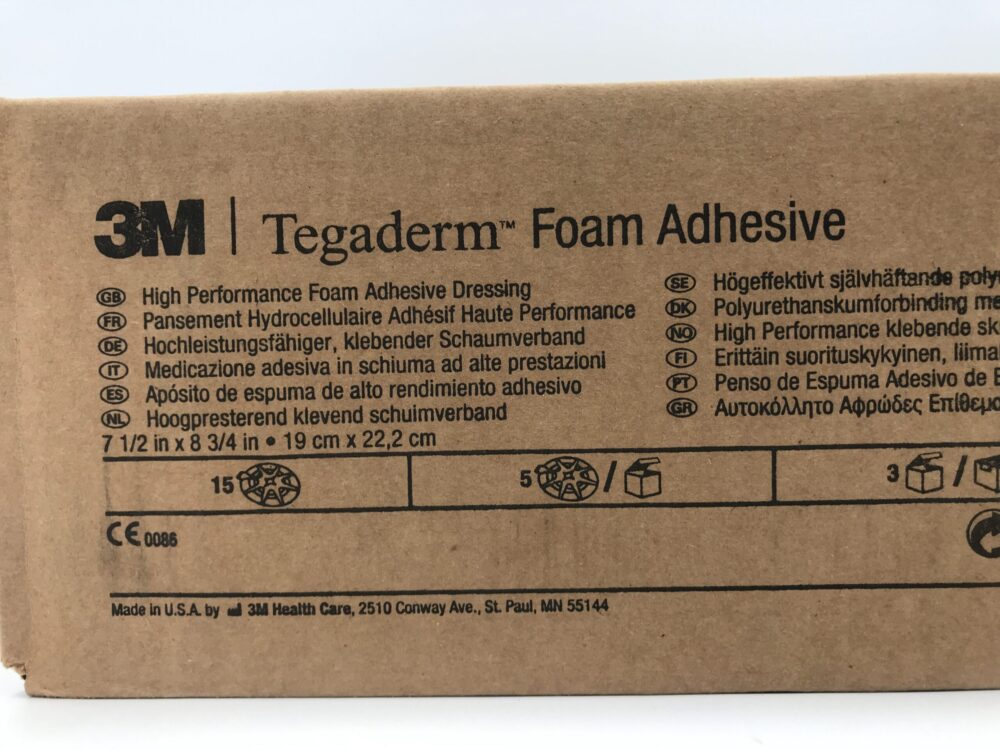 3M | Tegaderm™ Foam Adhesive
GB High Performance Foam Adhesive Dressing
FR Pansement Hydrocellulaire Adhésif Haute Performance
DE Hochleistungsfähiger, klebender Schaumverband
IT Medicazione adesiva in schiuma ad alte prestazioni
ES Apósito de espuma de alto rendimiento adhesivo
NL Hoogpresterend klevend schuimverband
SE Högeffektivt självhäftande
DK Polyurethanskumforbinding
NO High Performance klebende
FI Erittäin suorituskykyinen,
PT Penso de Espuma Adesivo de
GR Αυτοκόλλητο Αφρώδες Επίθεμα
7 1/2 in x 8 3/4 in • 19 cm x 22,2 cm
15
5 /
3 /
CE 0086
Made in U.S.A. by 3M Health Care, 2510 Conway Ave., St. Paul, MN 55144